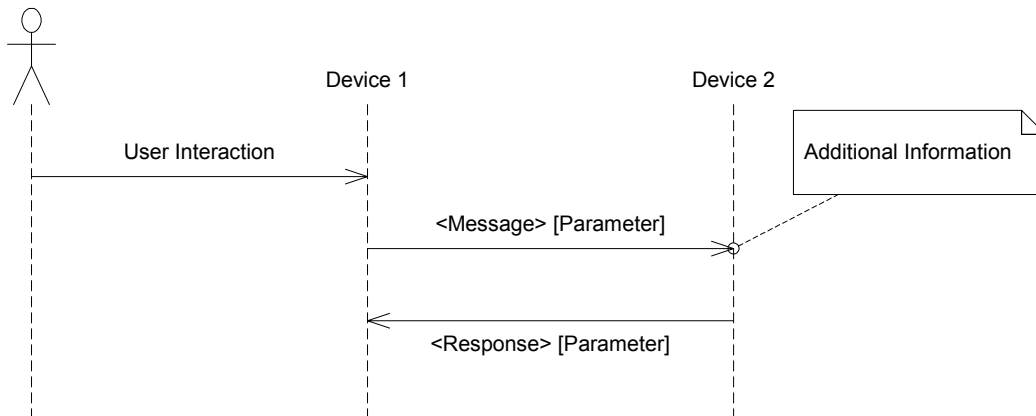 Device 1
Device 2
User Interaction
Additional Information
<Message> [Parameter]
<Response> [Parameter]